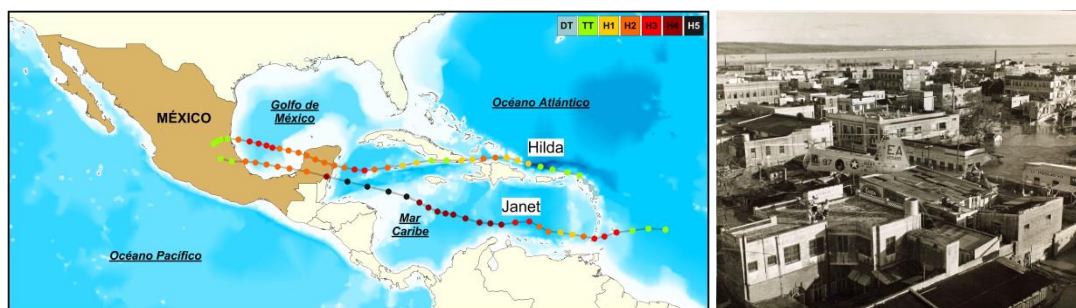 DT TT H1 H2 H3 H4 H5
Océano Atlántico
Golfo de
México
MÉXICO
Hilda
Janet
Mar
Caribe
Océano Pacífico
EA